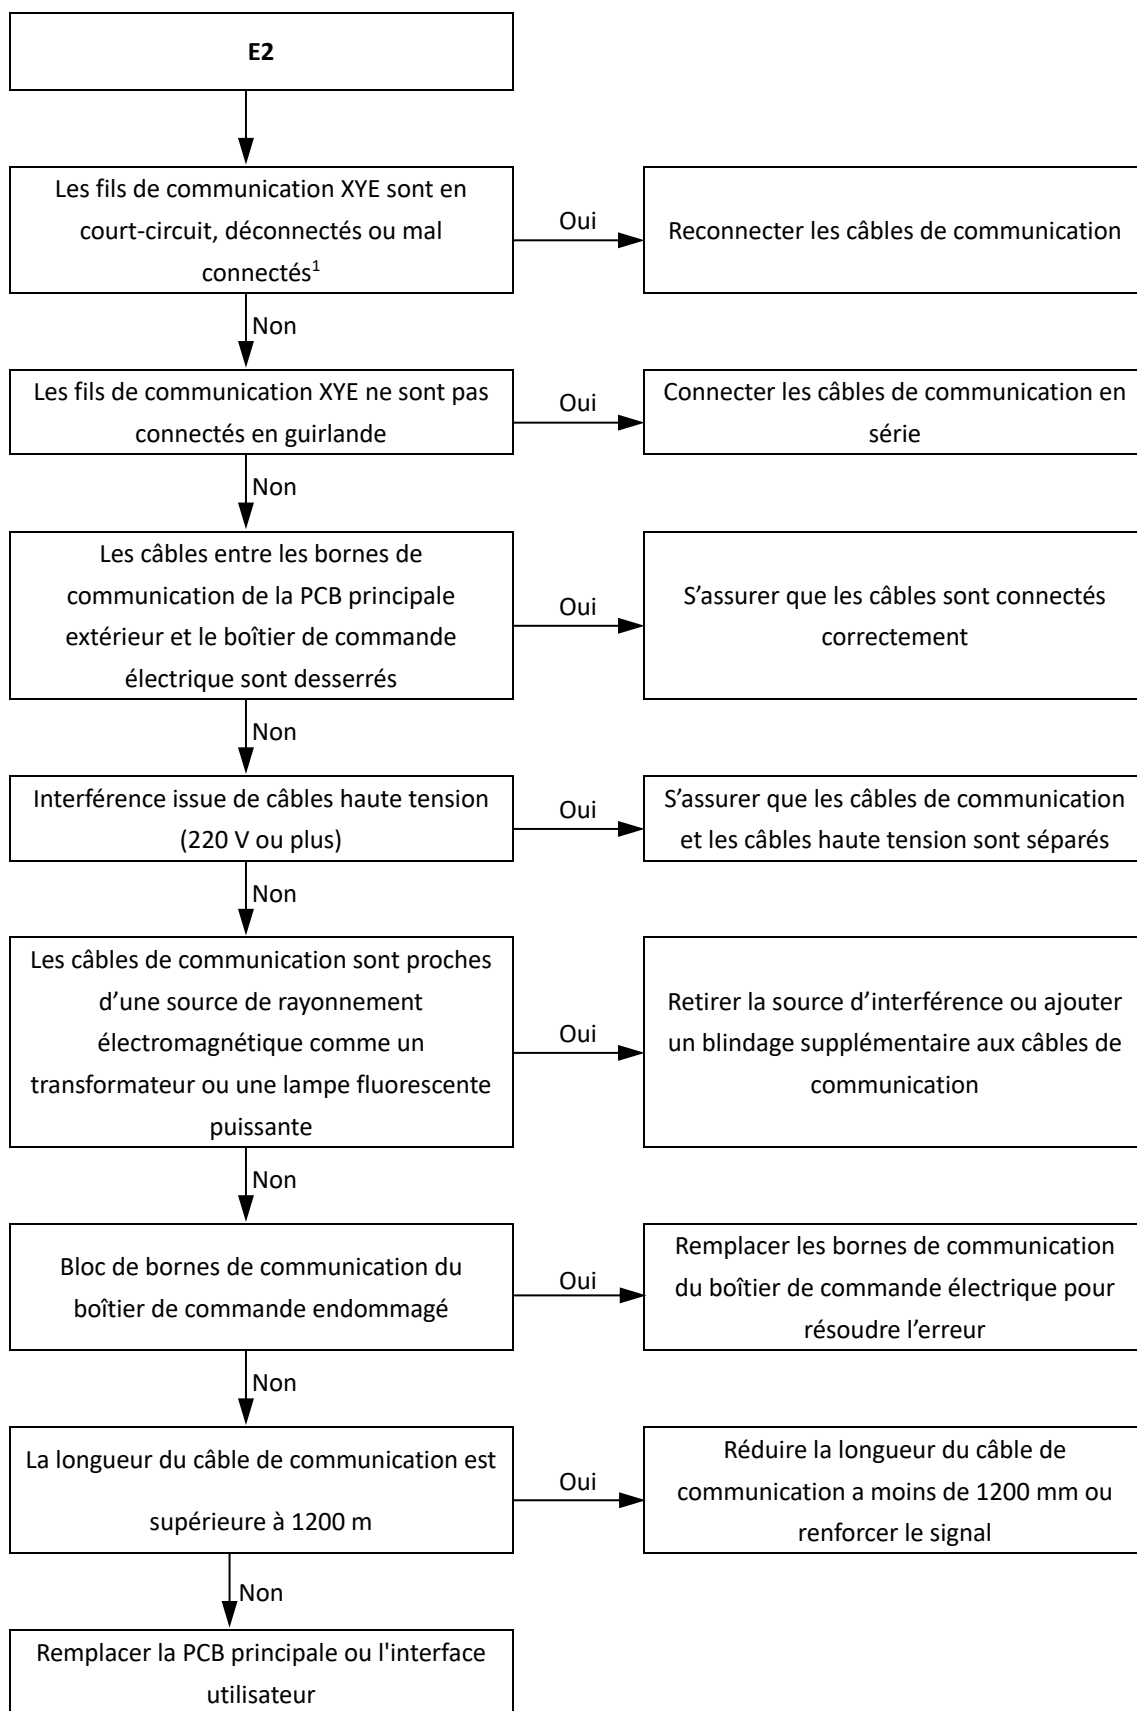 E2
Les fils de communication XYE sont en
court-circuit, déconnectés ou mal
connectés¹
Oui
Reconnecter les câbles de communication
Non
Les fils de communication XYE ne sont pas
connectés en guirlande
Oui
Connecter les câbles de communication en
série
Non
Les câbles entre les bornes de
communication de la PCB principale
extérieur et le boîtier de commande
électrique sont desserrés
Oui
S’assurer que les câbles sont connectés
correctement
Non
Interférence issue de câbles haute tension
(220 V ou plus)
Oui
S’assurer que les câbles de communication
et les câbles haute tension sont séparés
Non
Les câbles de communication sont proches
d’une source de rayonnement
électromagnétique comme un
transformateur ou une lampe fluorescente
puissante
Oui
Retirer la source d’interférence ou ajouter
un blindage supplémentaire aux câbles de
communication
Non
Bloc de bornes de communication du
boîtier de commande endommagé
Oui
Remplacer les bornes de communication
du boîtier de commande électrique pour
résoudre l’erreur
Non
La longueur du câble de communication est
supérieure à 1200 m
Oui
Réduire la longueur du câble de
communication a moins de 1200 mm ou
renforcer le signal
Non
Remplacer la PCB principale ou l'interface
utilisateur